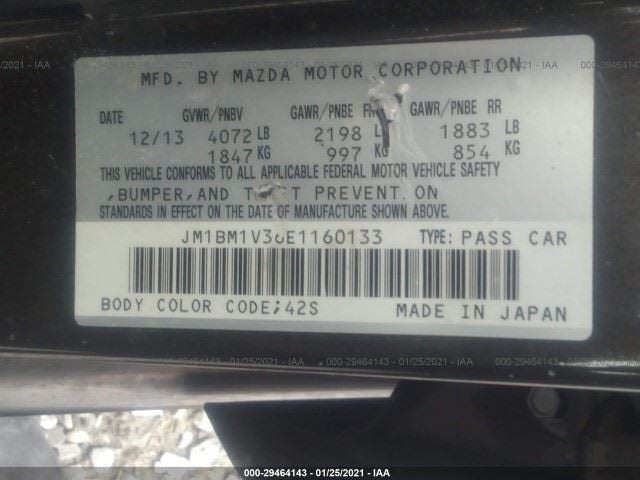 MFD. BY MAZDA MOTOR CORPORATION
DATE GVWR/PNBV GAWR/PNBE GAWR/PNBE RR
12/13 4072 LB 2198 1883 LB
1847 KG 997 KG 854 KG
THIS VEHICLE CONFORMS TO ALL APPLICABLE FEDERAL MOTOR VEHICLE SAFETY
,BUMPER,AND PREVENT.ON
STANDARDS IN EFFECT ON THE DATE OF MANUFACTURE SHOWN ABOVE.
JM1BM1V36E1160133 TYPE: PASS CAR
BODY COLOR CODE;42S MADE IN JAPAN
000-29464143 - 01/25/2021 - IAA